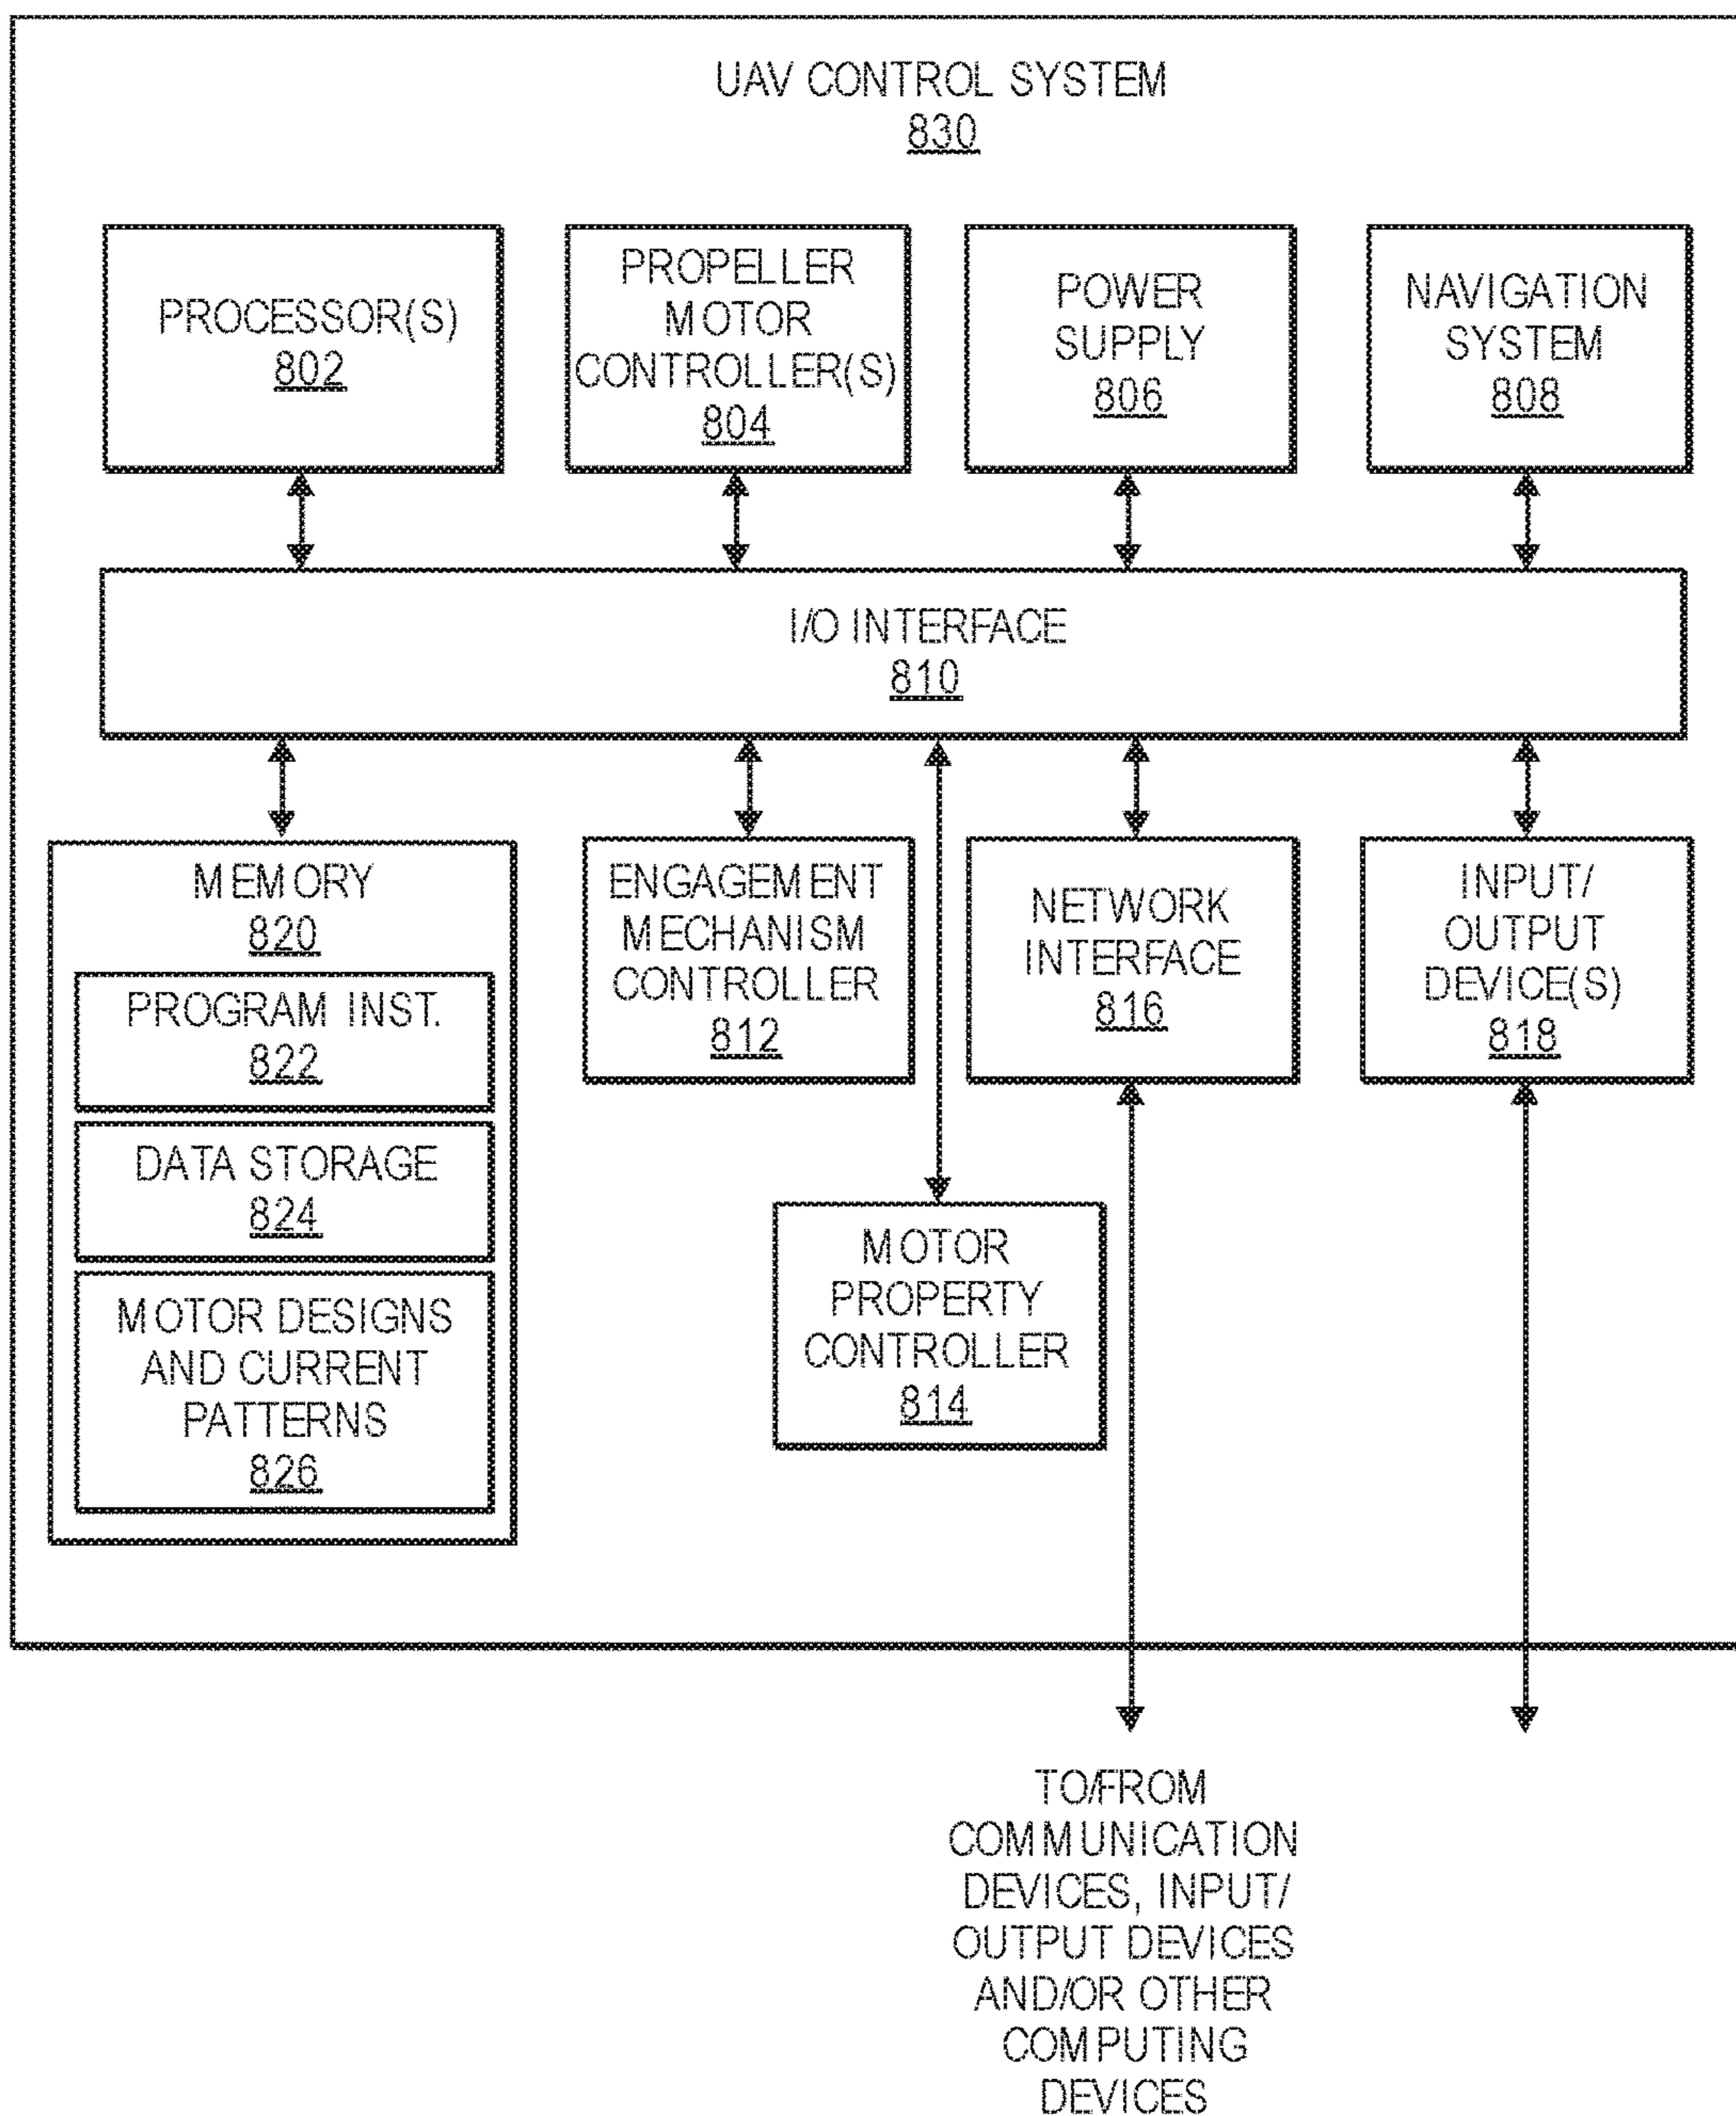 UAV CONTROL SYSTEM
830
PROCESSOR(S)
802
PROPELLER
MOTOR
CONTROLLER(S)
804
POWER
SUPPLY
806
NAVIGATION
SYSTEM
808
I/O INTERFACE
810
MEMORY
820
PROGRAM INST.
822
DATA STORAGE
824
MOTOR DESIGNS
AND CURRENT
PATTERNS
826
ENGAGEMENT
MECHANISM
CONTROLLER
812
MOTOR
PROPERTY
CONTROLLER
814
NETWORK
INTERFACE
816
INPUT/
OUTPUT
DEVICE(S)
818
TO/FROM
COMMUNICATION
DEVICES, INPUT/
OUTPUT DEVICES
AND/OR OTHER
COMPUTING
DEVICES